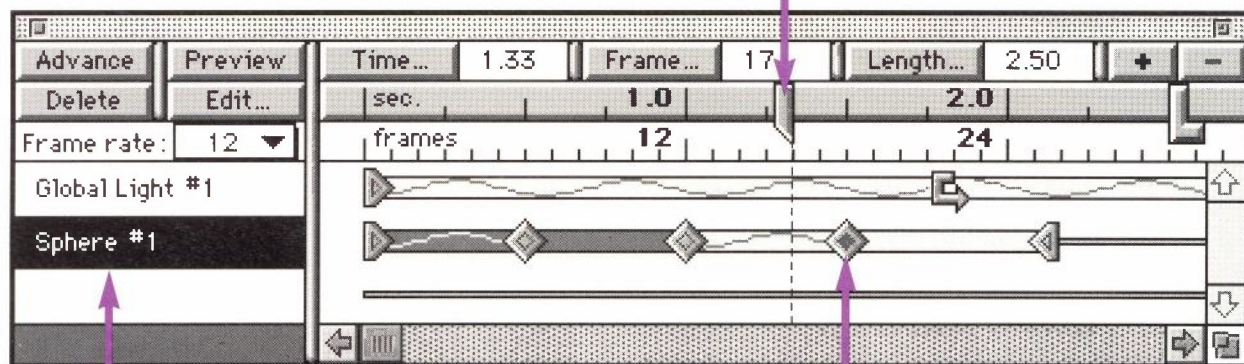 Advance Preview Time... 1.33 Frame... 17 Length... 2.50 + -
Delete Edit... sec. 1.0 2.0
Frame rate: 12 frames 12 24
Global Light #1
Sphere #1